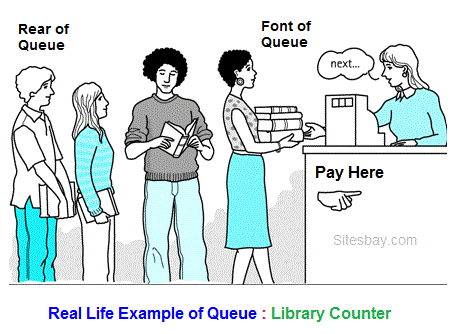 Rear of
Queue
Font of
Queue
next...
Pay Here
Sitesbay.com
Real Life Example of Queue : Library Counter